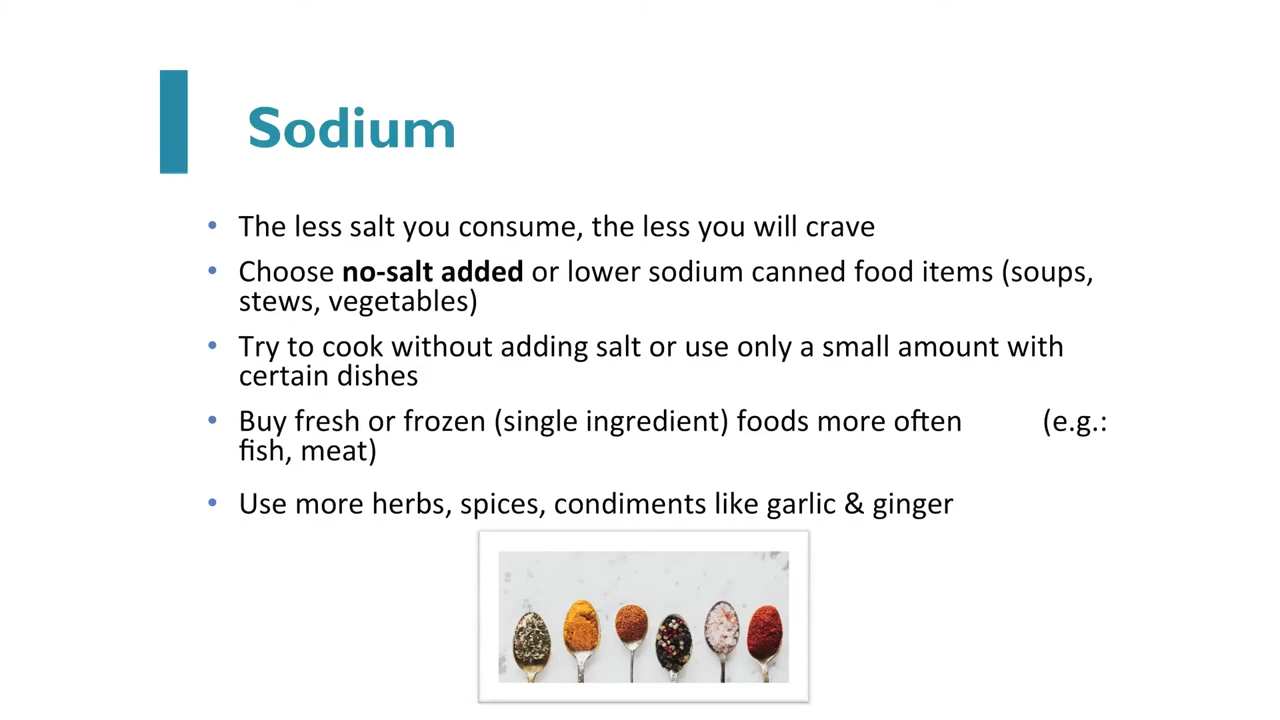 Sodium
• The less salt you consume, the less you will crave
• Choose no-salt added or lower sodium canned food items (soups,
stews, vegetables)
• Try to cook without adding salt or use only a small amount with
certain dishes
• Buy fresh or frozen (single ingredient) foods more often (e.g.:
fish, meat)
• Use more herbs, spices, condiments like garlic & ginger